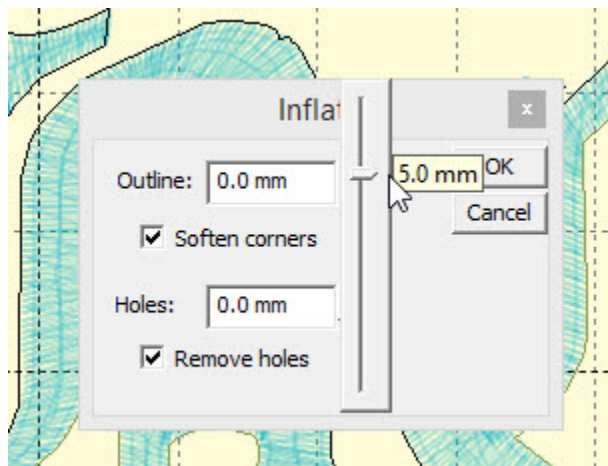 Inflat
x
Outline: 0.0 mm
5.0 mm
OK
Soften corners
Cancel
Holes: 0.0 mm
Remove holes